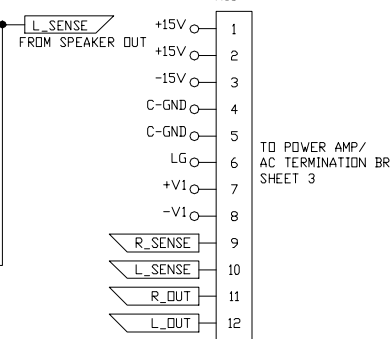 L_SENSE
FROM SPEAKER OUT
+15V 1
+15V 2
-15V 3
C-GND 4
C-GND 5
LG 6
+V1 7
-V1 8
R_SENSE 9
L_SENSE 10
R_OUT 11
L_OUT 12
TO POWER AMP/
AC TERMINATION BR
SHEET 3